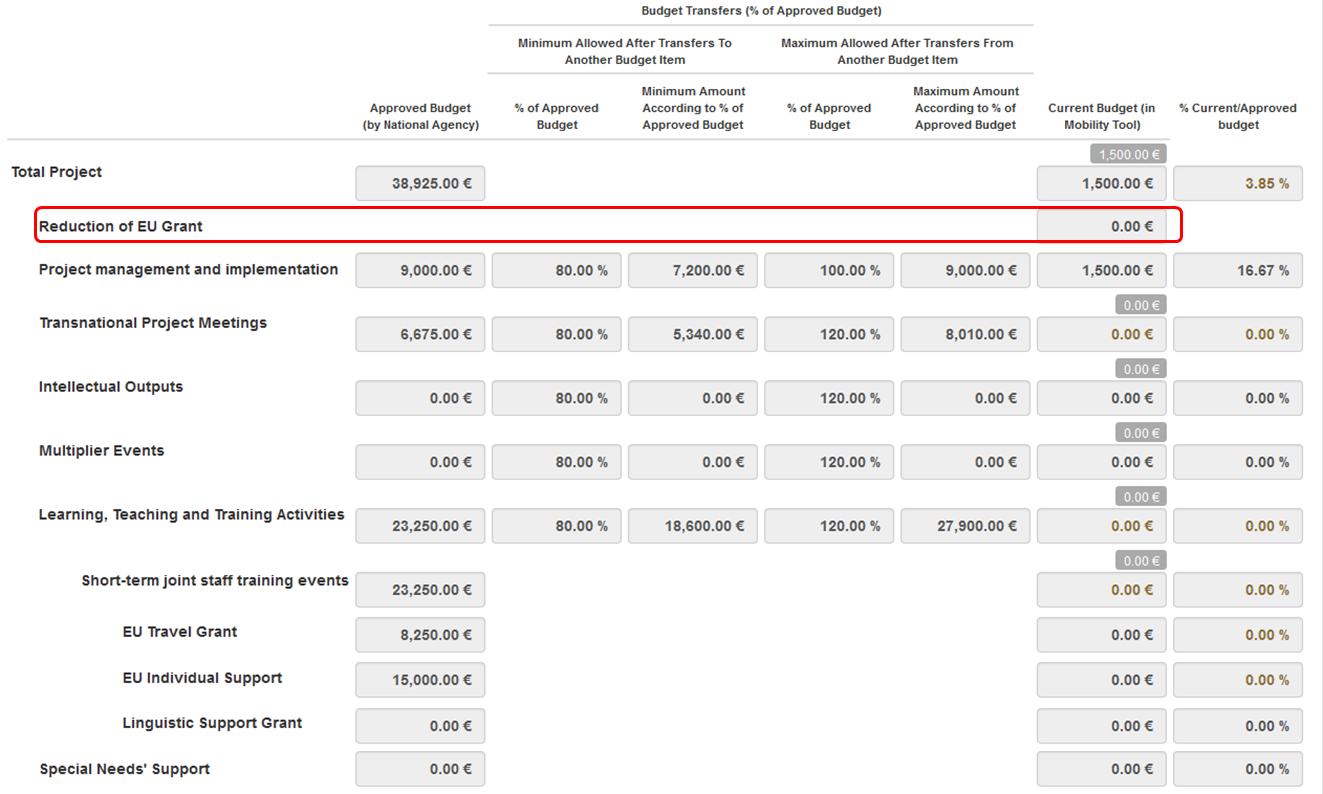 Budget Transfers (% of Approved Budget)
Minimum Allowed After Transfers To Another Budget Item
Maximum Allowed After Transfers From Another Budget Item
Approved Budget (by National Agency)
% of Approved Budget
Minimum Amount According to % of Approved Budget
% of Approved Budget
Maximum Amount According to % of Approved Budget
Current Budget (in Mobility Tool)
% Current/Approved budget
1,500.00 €
Total Project 38,925.00 € 1,500.00 € 3.85 %
Reduction of EU Grant 0.00 €
Project management and implementation 9,000.00 € 80.00 % 7,200.00 € 100.00 % 9,000.00 € 1,500.00 € 16.67 %
0.00 €
Transnational Project Meetings 6,675.00 € 80.00 % 5,340.00 € 120.00 % 8,010.00 € 0.00 € 0.00 %
0.00 €
Intellectual Outputs 0.00 € 80.00 % 0.00 € 120.00 % 0.00 € 0.00 € 0.00 %
0.00 €
Multiplier Events 0.00 € 80.00 % 0.00 € 120.00 % 0.00 € 0.00 € 0.00 %
0.00 €
Learning, Teaching and Training Activities 23,250.00 € 80.00 % 18,600.00 € 120.00 % 27,900.00 € 0.00 € 0.00 %
0.00 €
Short-term joint staff training events 23,250.00 € 0.00 € 0.00 %
EU Travel Grant 8,250.00 € 0.00 € 0.00 %
EU Individual Support 15,000.00 € 0.00 € 0.00 %
Linguistic Support Grant 0.00 € 0.00 € 0.00 %
Special Needs' Support 0.00 € 0.00 € 0.00 %